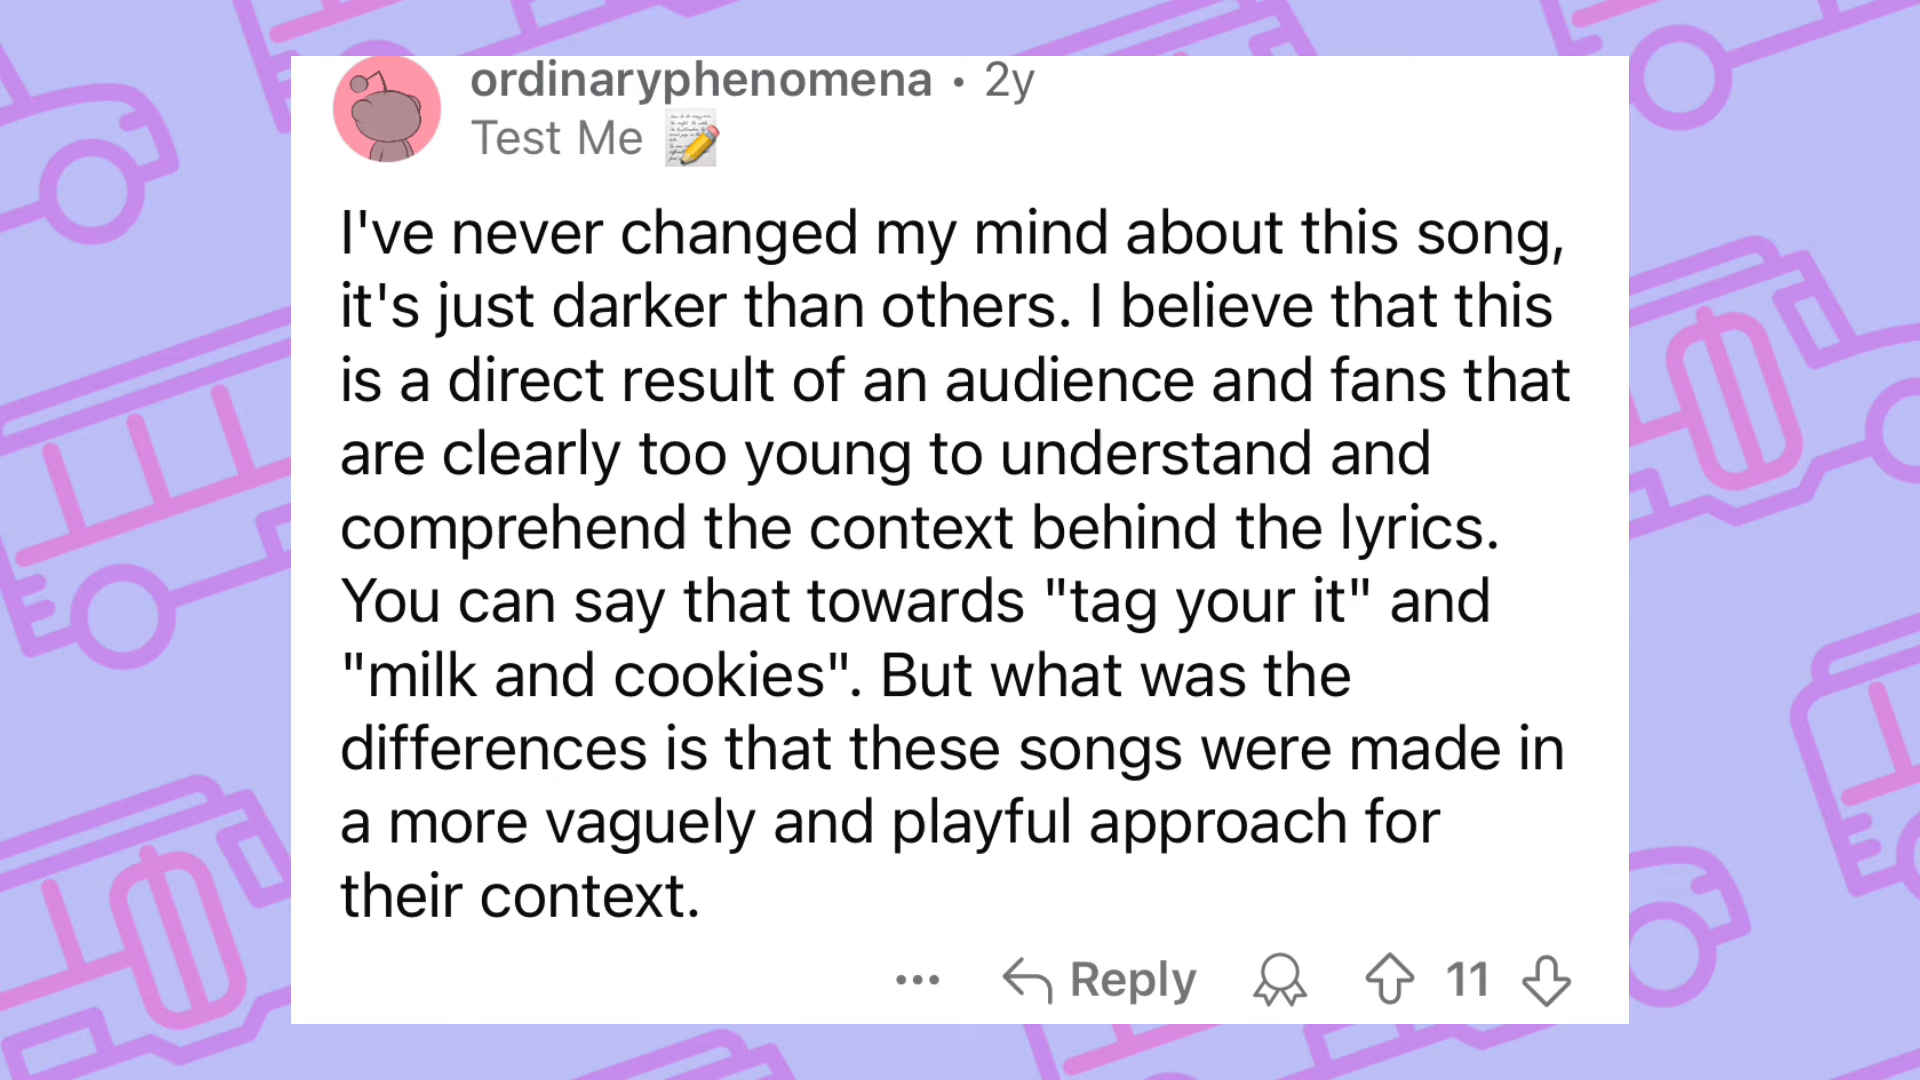 ordinaryphenomena • 2y
Test Me 📝
I've never changed my mind about this song,
it's just darker than others. I believe that this
is a direct result of an audience and fans that
are clearly too young to understand and
comprehend the context behind the lyrics.
You can say that towards "tag your it" and
"milk and cookies". But what was the
differences is that these songs were made in
a more vaguely and playful approach for
their context.
... Reply 11